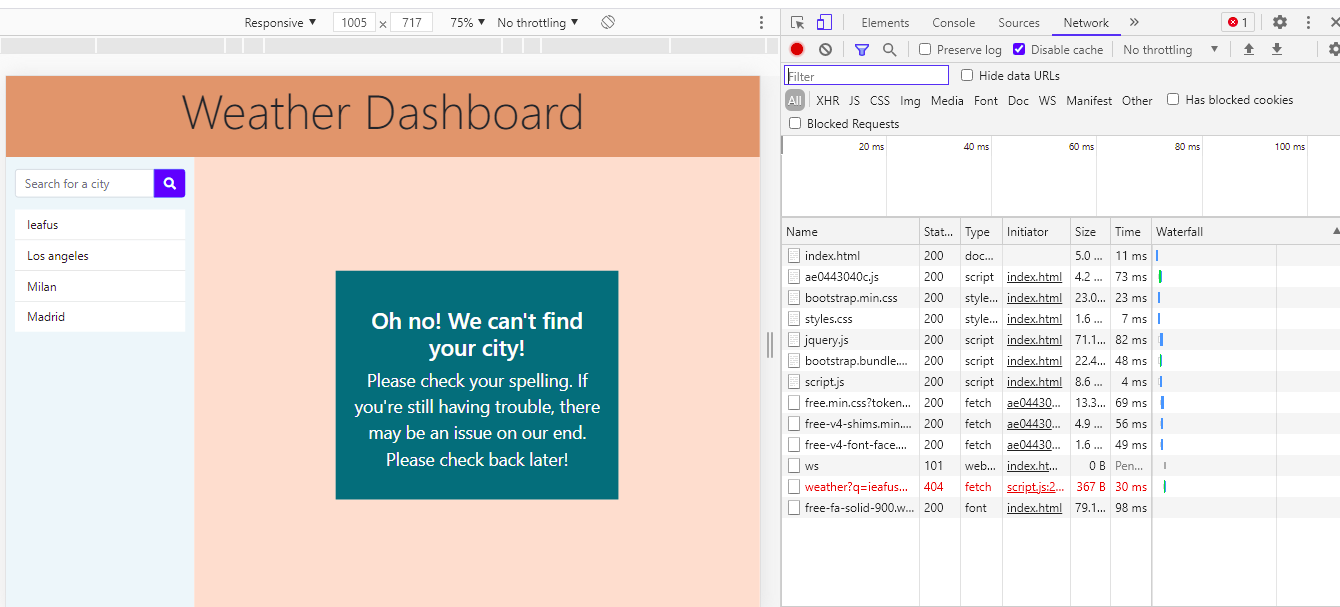 Responsive ▼ 1005 × 717 75% ▼ No throttling ▼
Elements Console Sources Network » 1
Preserve log Disable cache No throttling ▼
Filter Hide data URLs
All XHR JS CSS Img Media Font Doc WS Manifest Other Has blocked cookies
Blocked Requests
20 ms 40 ms 60 ms 80 ms 100 ms
Weather Dashboard
Search for a city
Ieafus
Los angeles
Milan
Madrid
Oh no! We can't find
your city!
Please check your spelling. If
you're still having trouble, there
may be an issue on our end.
Please check back later!
Name Stat... Type Initiator Size Time Waterfall
index.html 200 doc... 5.0 ... 11 ms
ae0443040c.js 200 script index.html 4.2 ... 73 ms
bootstrap.min.css 200 style... index.html 23.0... 23 ms
styles.css 200 style... index.html 1.6 ... 7 ms
jquery.js 200 script index.html 71.1... 82 ms
bootstrap.bundle.... 200 script index.html 22.4... 48 ms
script.js 200 script index.html 8.6 ... 4 ms
free.min.css?token... 200 fetch ae04430... 13.3... 69 ms
free-v4-shims.min.... 200 fetch ae04430... 4.9 ... 56 ms
free-v4-font-face.... 200 fetch ae04430... 1.6 ... 49 ms
ws 101 web... index.ht... 0 B Pen...
weather?q=ieafus... 404 fetch script.js:2... 367 B 30 ms
free-fa-solid-900.w... 200 font index.html 79.1... 98 ms